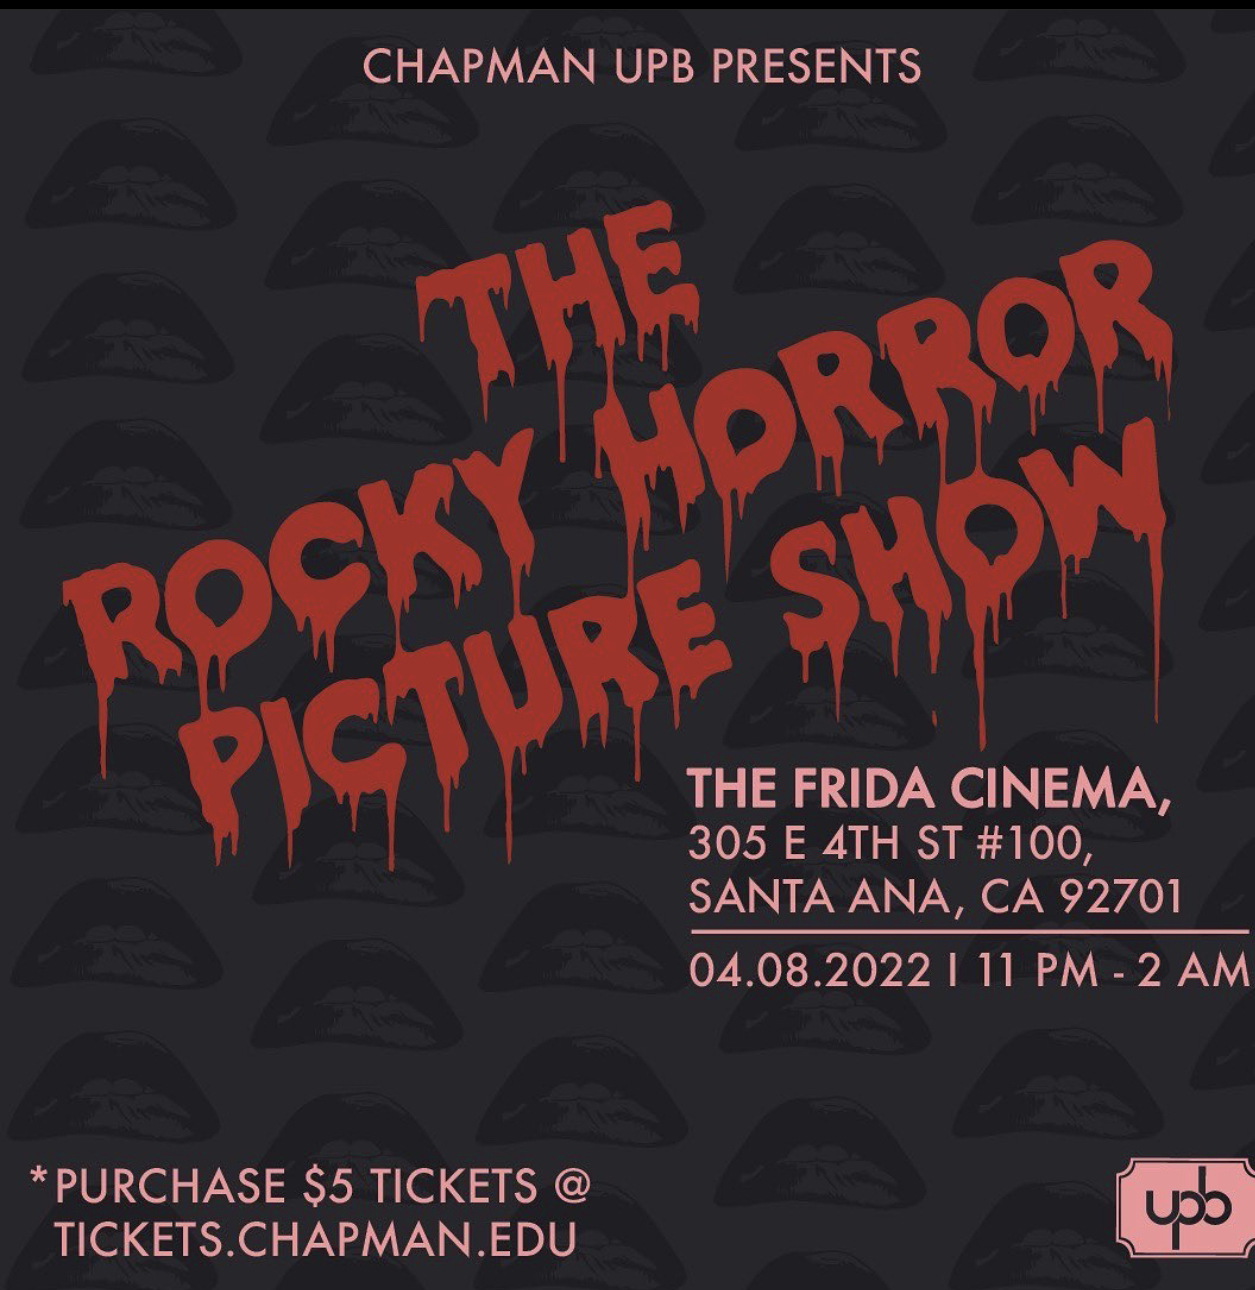 CHAPMAN UPB PRESENTS
THE
ROCKY HORROR
PICTURE SHOW
THE FRIDA CINEMA,
305 E 4TH ST #100,
SANTA ANA, CA 92701
04.08.2022 | 11 PM - 2 AM
*PURCHASE $5 TICKETS @
TICKETS.CHAPMAN.EDU
upb